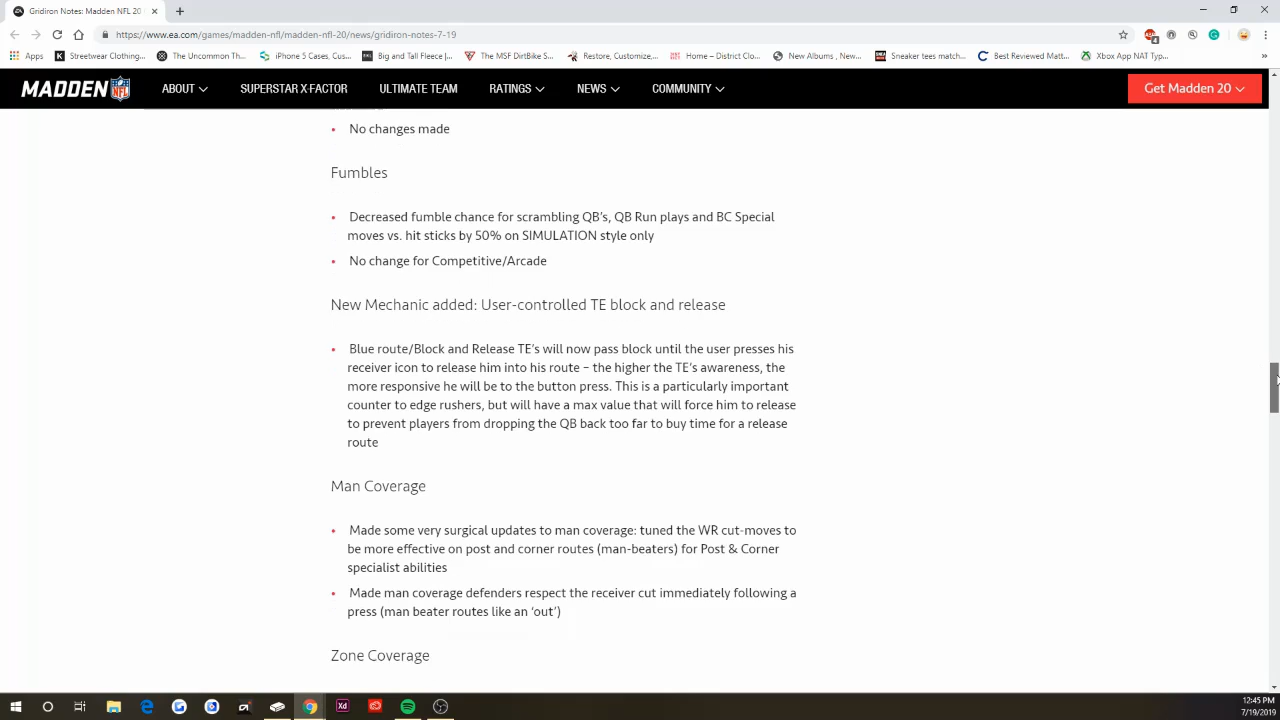 Gridiron Notes: Madden NFL 20
https://www.ea.com/games/madden-nfl/madden-nfl-20/news/gridiron-notes-7-19
4
Apps
Streetwear Clothing...
The Uncommon Th...
iPhone 5 Cases, Cus...
Big and Tall Fleece J...
The MSF DirtBike S...
Restore, Customize,...
Home – District Clo...
New Albums , New...
Sneaker tees match...
Best Reviewed Matt...
Xbox App NAT Typ...
»
MADDEN NFL
ABOUT
SUPERSTAR X-FACTOR
ULTIMATE TEAM
RATINGS
NEWS
COMMUNITY
Get Madden 20
• No changes made
Fumbles
• Decreased fumble chance for scrambling QB's, QB Run plays and BC Special
moves vs. hit sticks by 50% on SIMULATION style only
• No change for Competitive/Arcade
New Mechanic added: User-controlled TE block and release
• Blue route/Block and Release TE's will now pass block until the user presses his
receiver icon to release him into his route – the higher the TE's awareness, the
more responsive he will be to the button press. This is a particularly important
counter to edge rushers, but will have a max value that will force him to release
to prevent players from dropping the QB back too far to buy time for a release
route
Man Coverage
• Made some very surgical updates to man coverage: tuned the WR cut-moves to
be more effective on post and corner routes (man-beaters) for Post & Corner
specialist abilities
• Made man coverage defenders respect the receiver cut immediately following a
press (man beater routes like an 'out')
Zone Coverage
Xd
12:45 PM
7/19/2019